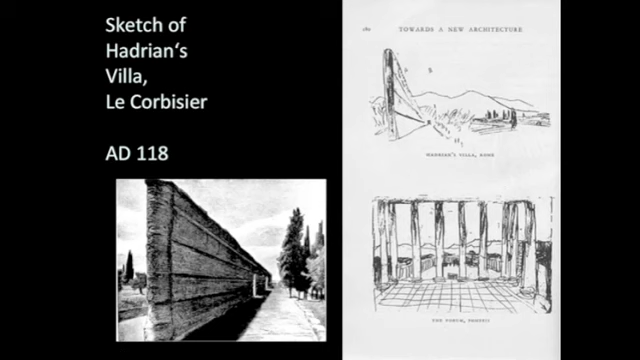 Sketch of
Hadrian‘s
Villa,
Le Corbisier
AD 118
TOWARDS A NEW ARCHITECTURE
HADRIAN'S VILLA, ROME
THE FORUM, POMPEII